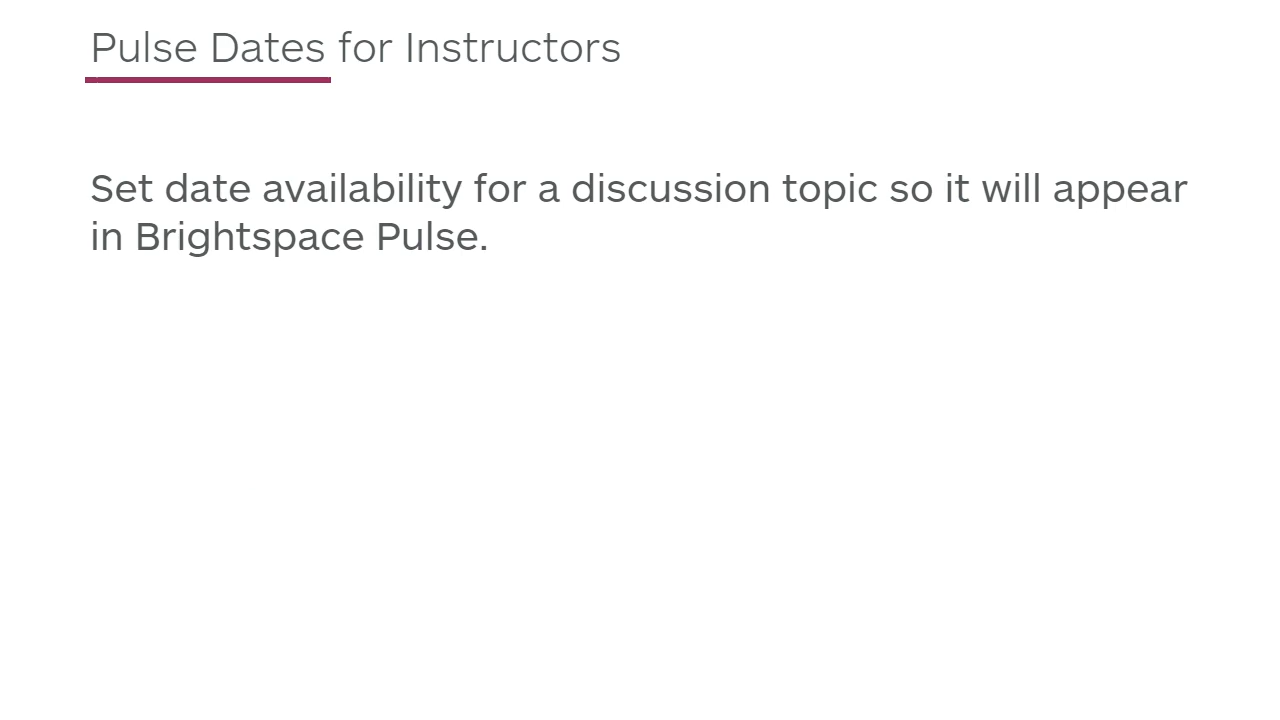 Pulse Dates for Instructors
Set date availability for a discussion topic so it will appear
in Brightspace Pulse.